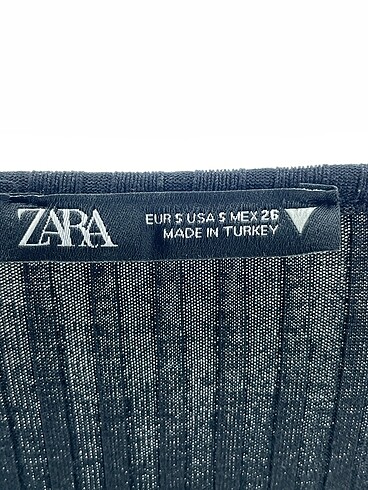 ZARA
EUR S USA S MEX 26
MADE IN TURKEY